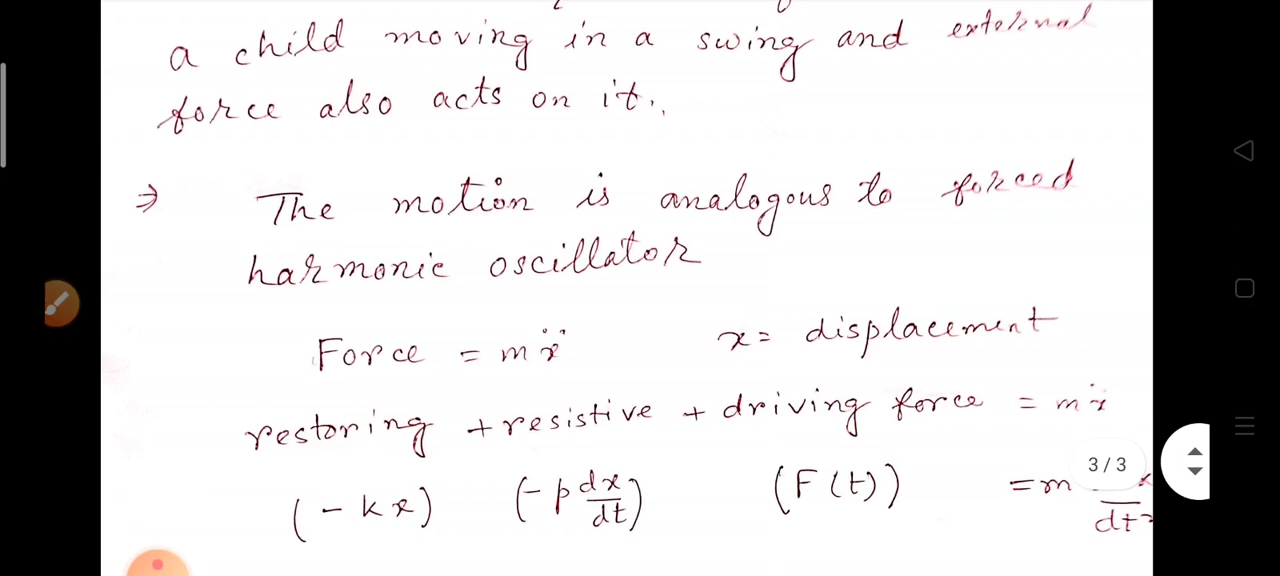 a child moving in a swing and external
force also acts on it.
⇒ The motion is analogous to forced
harmonic oscillator
Force = mẍ x = displacement
restoring + resistive + driving force = mẍ
(-kx) (-p dx/dt) (F(t)) = m
dt²
3/3